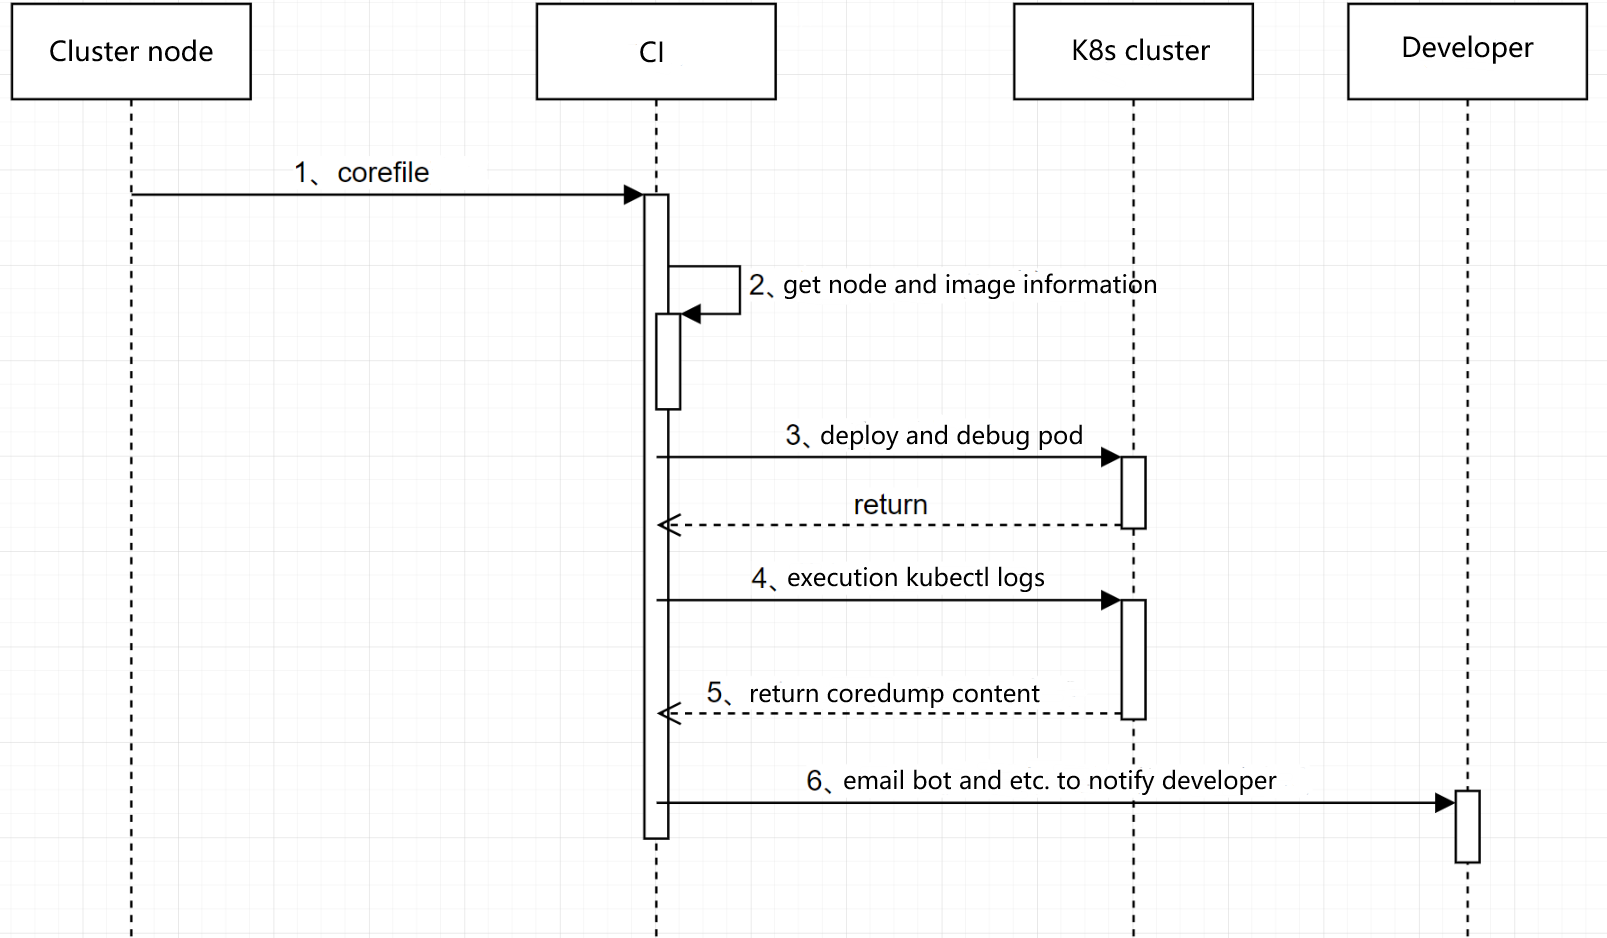 Cluster node
CI
K8s cluster
Developer
1、corefile
2、get node and image information
3、deploy and debug pod
return
4、execution kubectl logs
5、return coredump content
6、email bot and etc. to notify developer